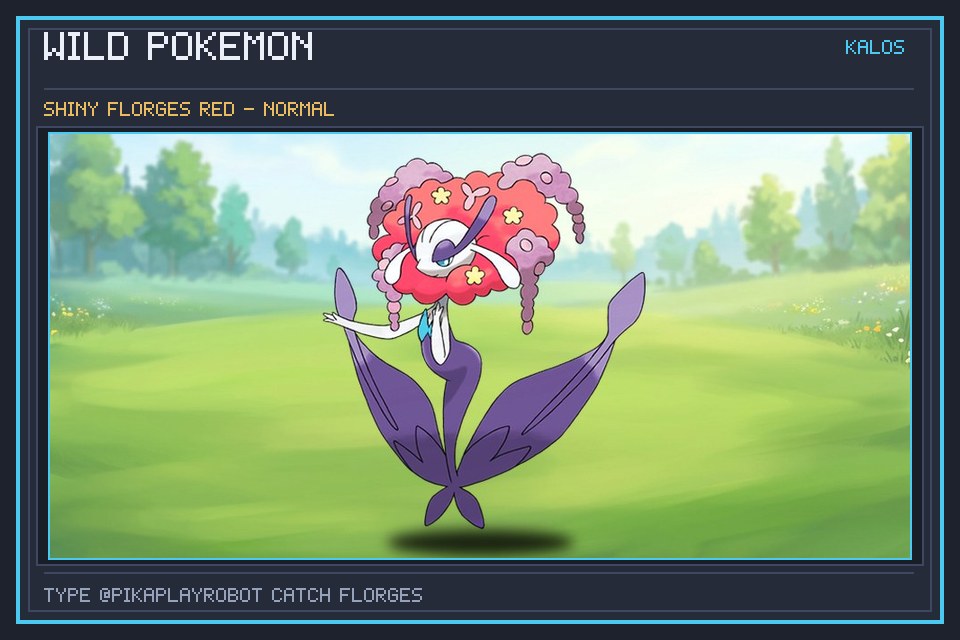 WILD POKEMON
KALOS
SHINY FLORGES RED - NORMAL
TYPE @PIKAPLAYROBOT CATCH FLORGES